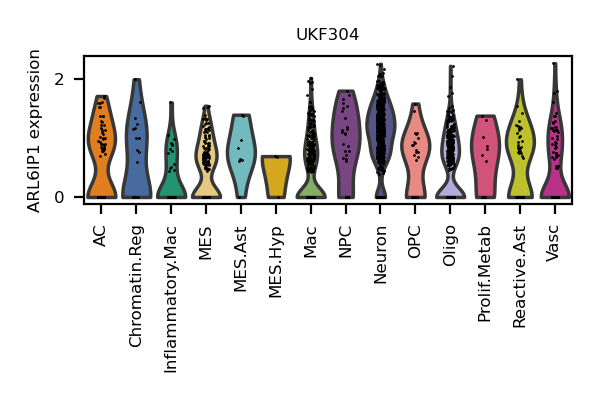 UKF304
ARL6IP1 expression
2
0
AC
Chromatin.Reg
Inflammatory.Mac
MES
MES.Ast
MES.Hyp
Mac
NPC
Neuron
OPC
Oligo
Prolif.Metab
Reactive.Ast
Vasc